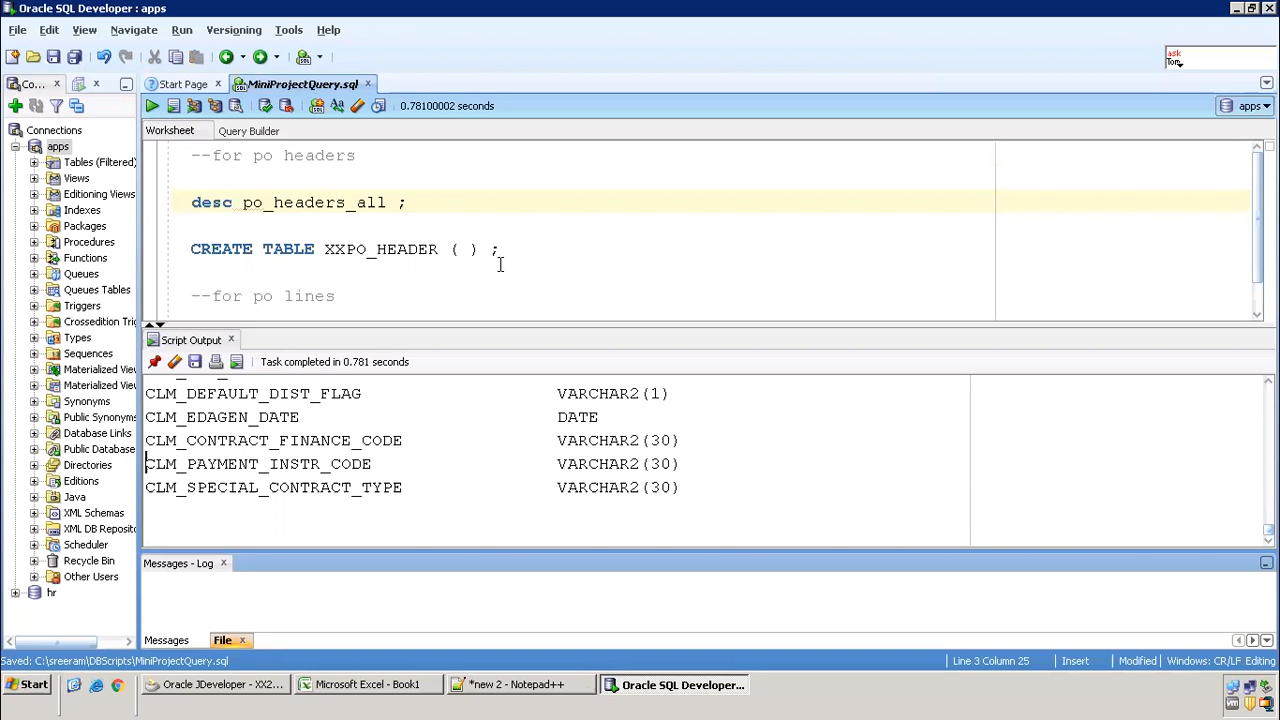 Oracle SQL Developer : apps
File Edit View Navigate Run Versioning Tools Help
ask
Tom
Co...
Start Page
MiniProjectQuery.sql
0.78100002 seconds
apps
Worksheet
Query Builder
Connections
apps
Tables (Filtered)
Views
Editioning Views
Indexes
Packages
Procedures
Functions
Queues
Queues Tables
Triggers
Crossedition Trig
Types
Sequences
Materialized View
Materialized View
Synonyms
Public Synonyms
Database Links
Public Database
Directories
Editions
Java
XML Schemas
XML DB Reposito
Scheduler
Recycle Bin
Other Users
hr
--for po headers
desc po_headers_all ;
CREATE TABLE XXPO_HEADER ( ) ;
--for po lines
Script Output
Task completed in 0.781 seconds
CLM_DEFAULT_DIST_FLAG VARCHAR2(1)
CLM_EDAGEN_DATE DATE
CLM_CONTRACT_FINANCE_CODE VARCHAR2(30)
CLM_PAYMENT_INSTR_CODE VARCHAR2(30)
CLM_SPECIAL_CONTRACT_TYPE VARCHAR2(30)
Messages - Log
Messages
File
Saved: C:\sreeram\DBScripts\MiniProjectQuery.sql
Line 3 Column 25
Insert
Modified
Windows: CR/LF Editing
Start
Oracle JDeveloper - XX2...
Microsoft Excel - Book1
*new 2 - Notepad++
Oracle SQL Developer...